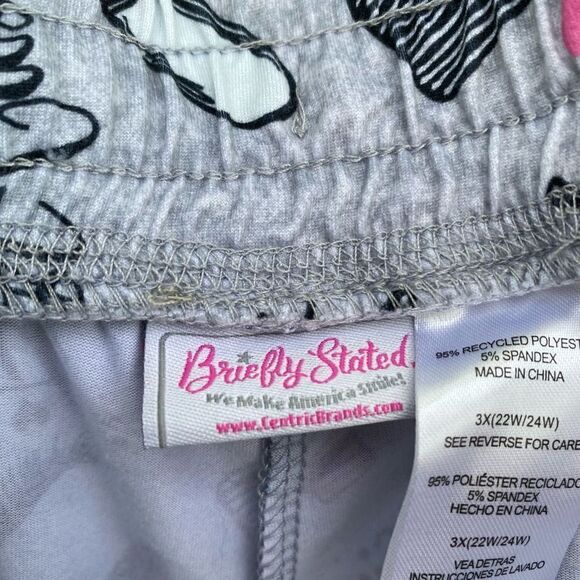 Briefly Stated.
We Make America Smile!
www.CentricBrands.com
95% RECYCLED POLYEST
5% SPANDEX
MADE IN CHINA
3X(22W/24W)
SEE REVERSE FOR CARE
95% POLIÉSTER RECICLADO
5% SPANDEX
HECHO EN CHINA
3X(22W/24W)
VEA DETRAS
INSTRUCCIONES DE LAVADO